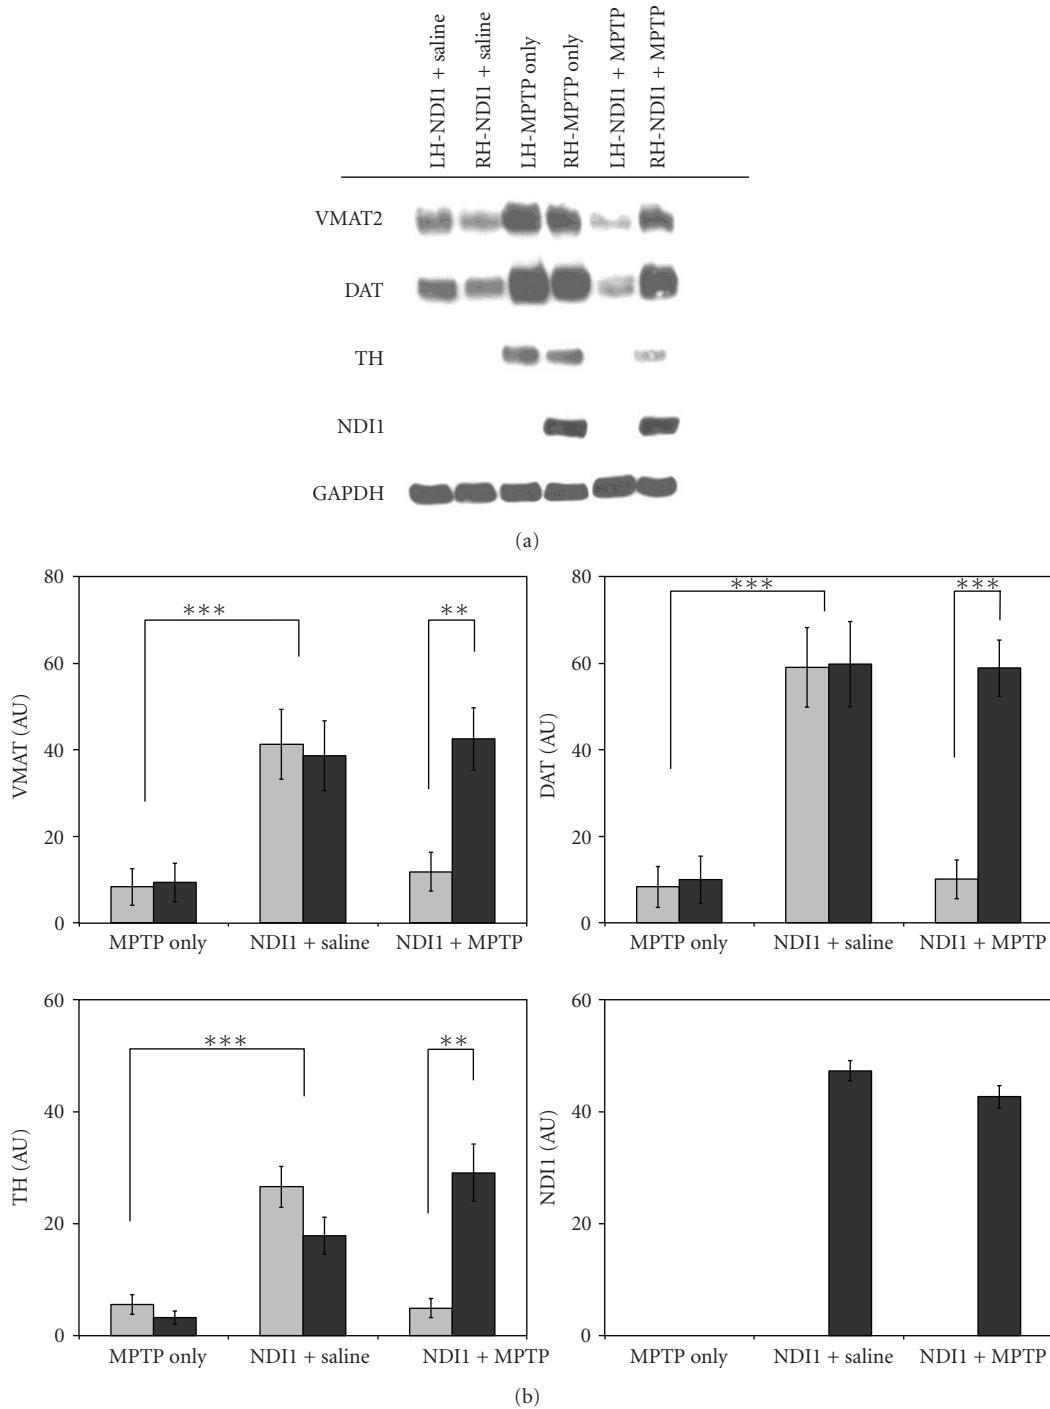 LH-NDI1 + saline
RH-NDI1 + saline
LH-MPTP only
RH-MPTP only
LH-NDI1 + MPTP
RH-NDI1 + MPTP
VMAT2
DAT
TH
NDI1
GAPDH
(a)
80
60
40
20
0
VMAT (AU)
***
**
MPTP only
NDI1 + saline
NDI1 + MPTP
80
60
40
20
0
DAT (AU)
***
***
MPTP only
NDI1 + saline
NDI1 + MPTP
60
40
20
0
TH (AU)
***
**
MPTP only
NDI1 + saline
NDI1 + MPTP
60
40
20
0
NDI1 (AU)
MPTP only
NDI1 + saline
NDI1 + MPTP
(b)